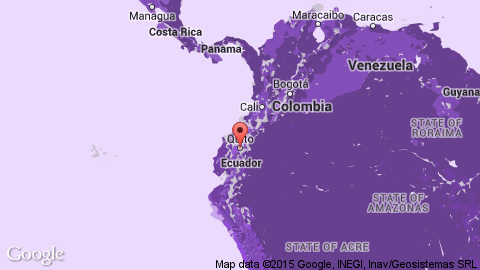 Managua
Maracaibo
Caracas
Costa Rica
Panama
Venezuela
Bogotá
Guyana
Cali
Colombia
STATE OF
RORAIMA
Quito
Ecuador
STATE OF
AMAZONAS
STATE OF ACRE
Google
Map data ©2015 Google, INEGI, Inav/Geosistemas SRL